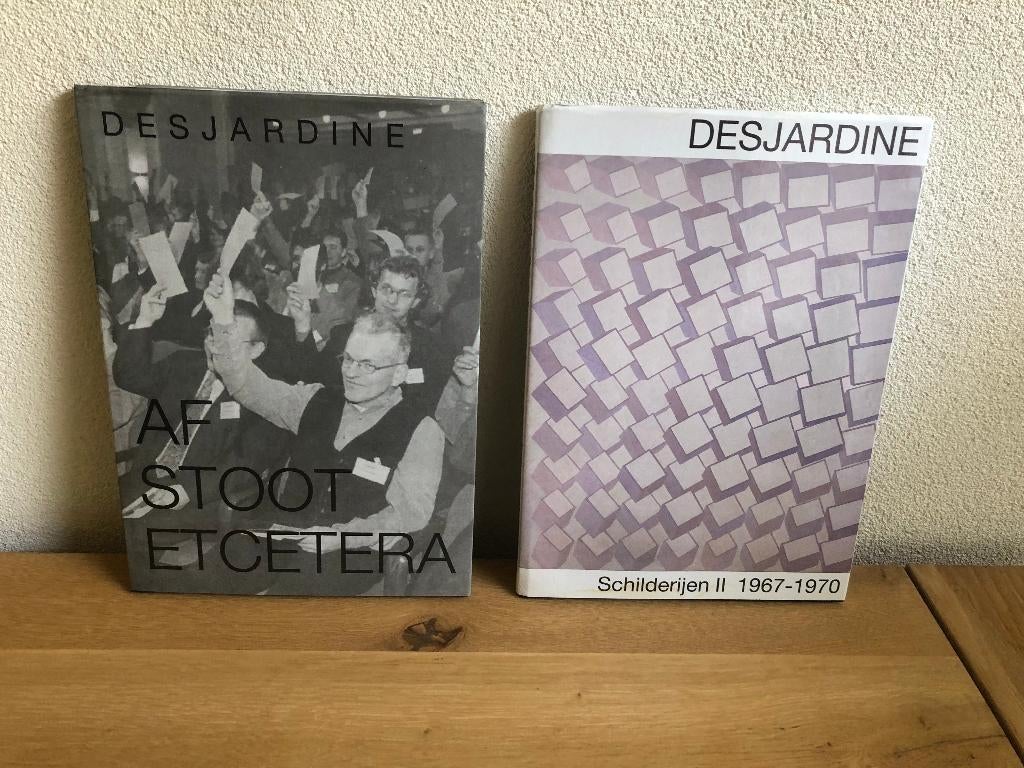 DESJARDINE
AF
STOOT
ETCETERA
DESJARDINE
Schilderijen II 1967-1970